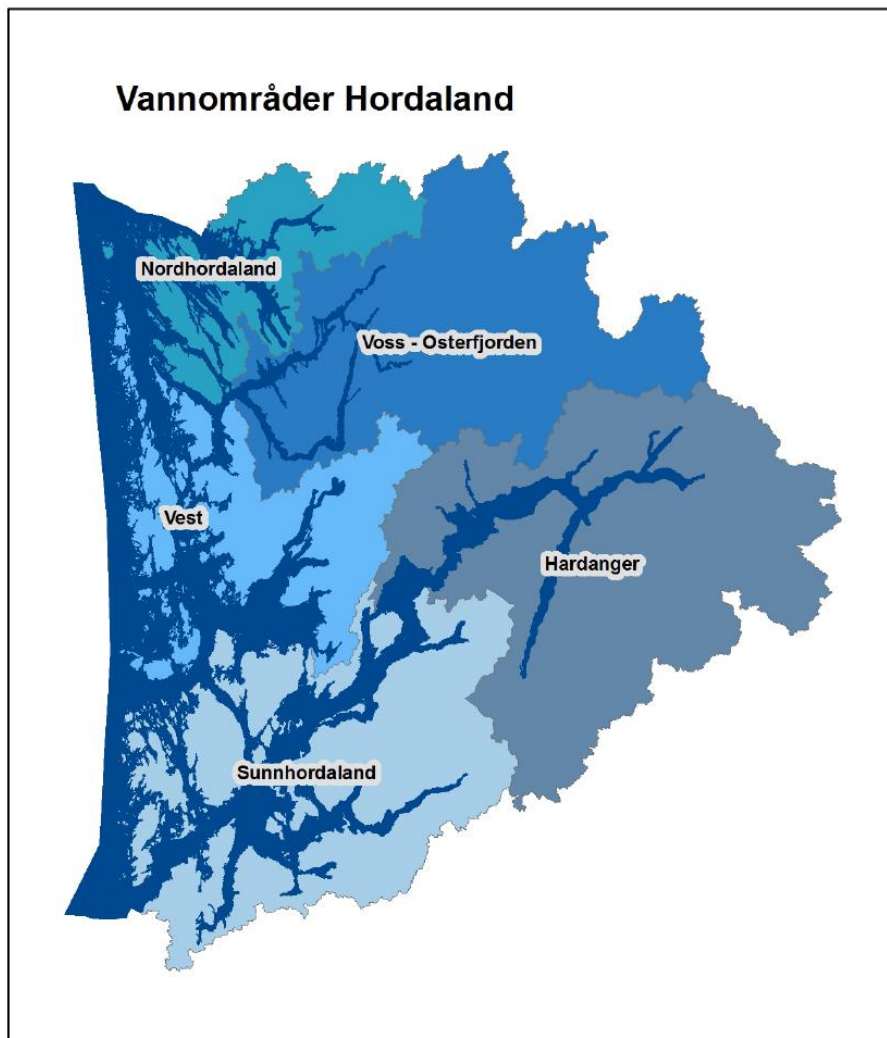 Vannområder Hordaland
Nordhordaland
Voss - Osterfjorden
Vest
Hardanger
Sunnhordaland